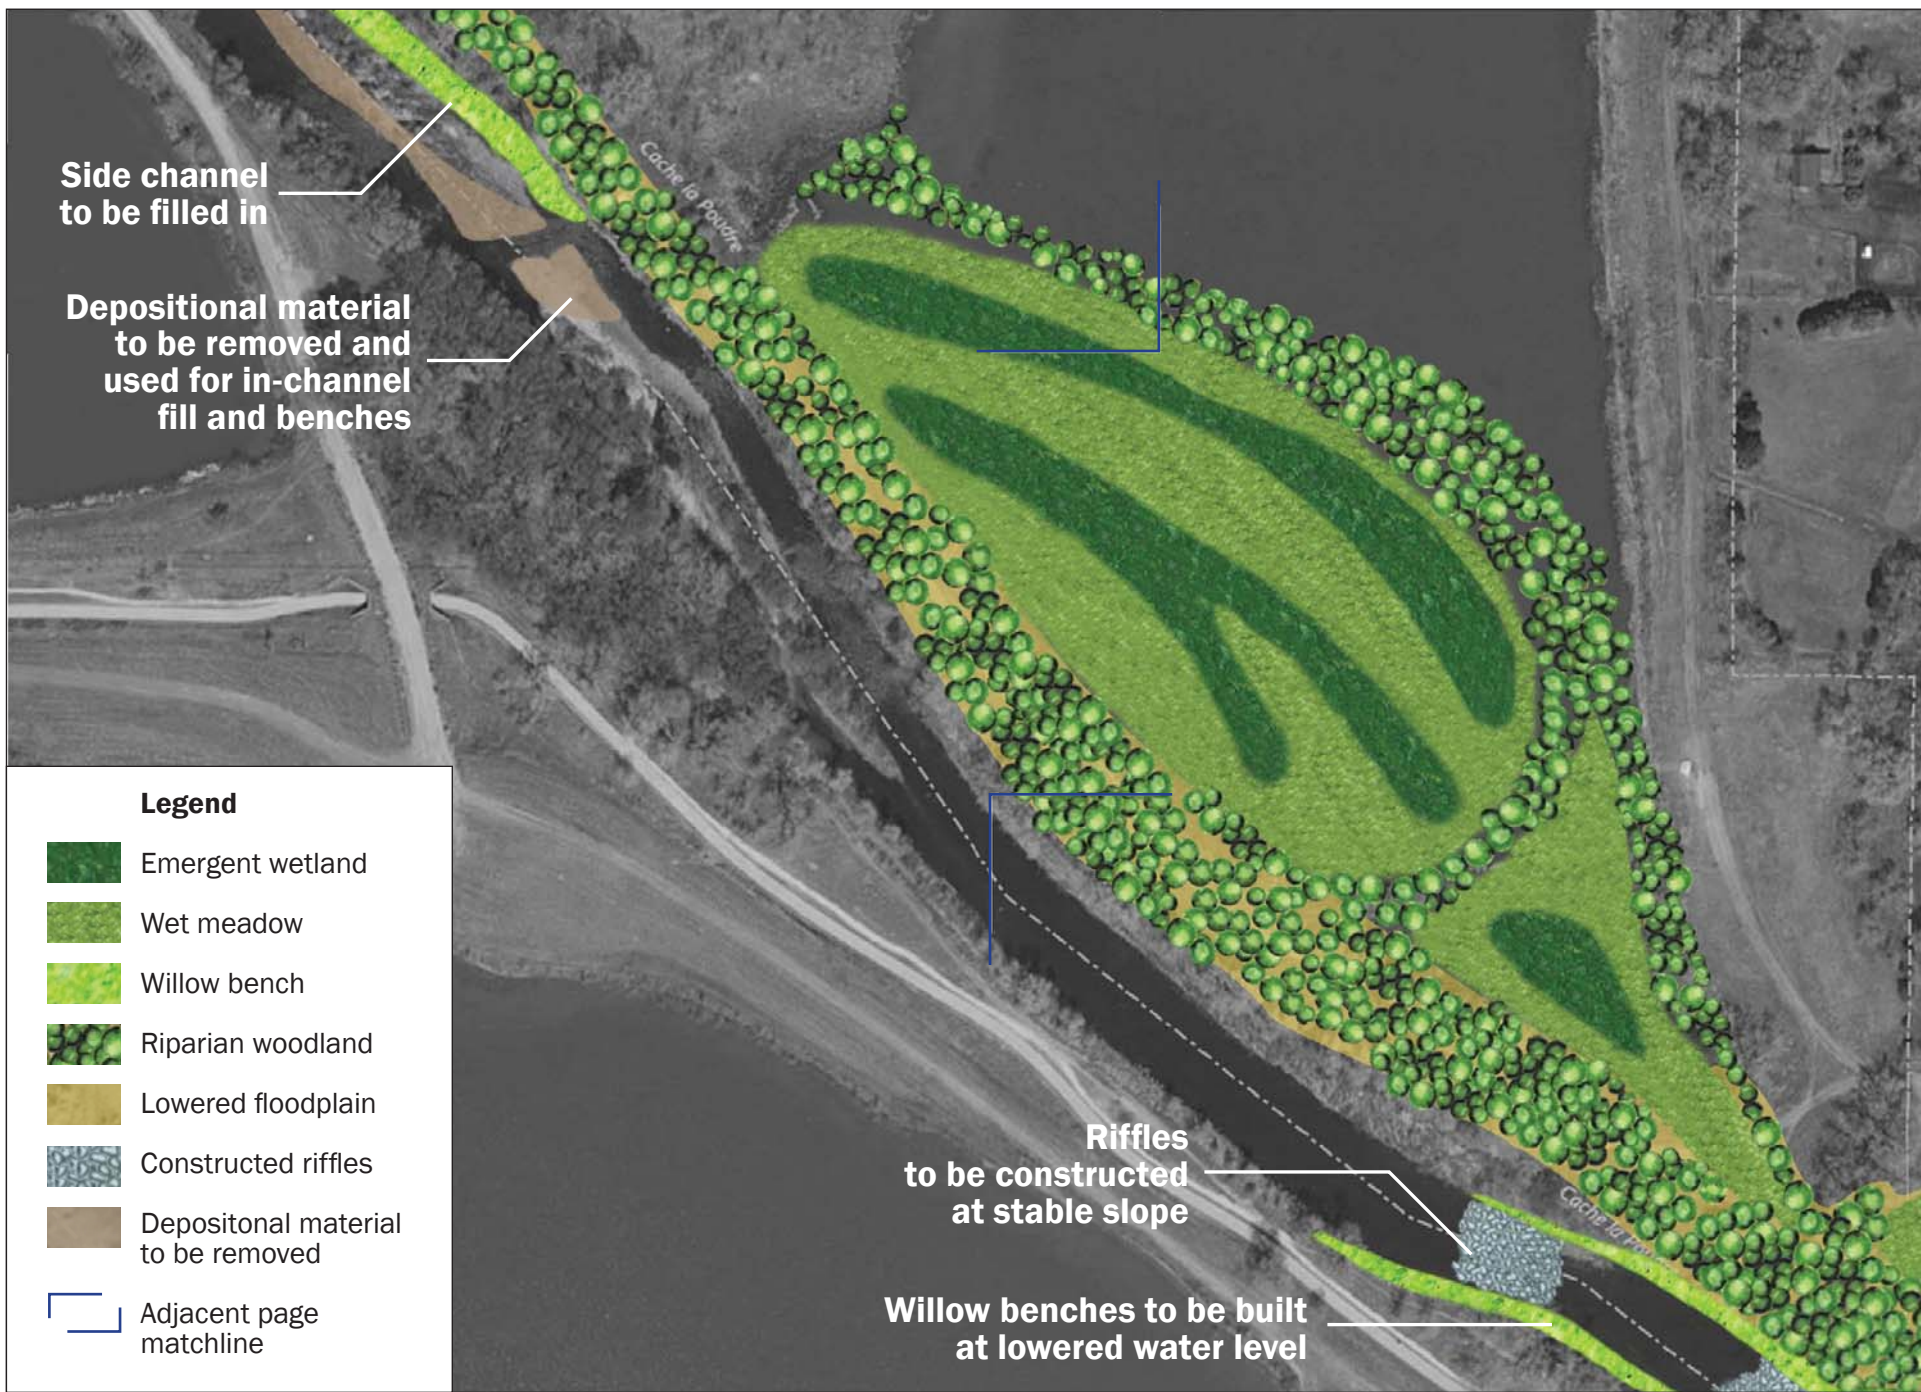 Side channel
to be filled in
Depositional material
to be removed and
used for in-channel
fill and benches
Cache la Poudre
Legend
Emergent wetland
Wet meadow
Willow bench
Riparian woodland
Lowered floodplain
Constructed riffles
Depositonal material
to be removed
Adjacent page
matchline
Riffles
to be constructed
at stable slope
Willow benches to be built
at lowered water level
Cache la